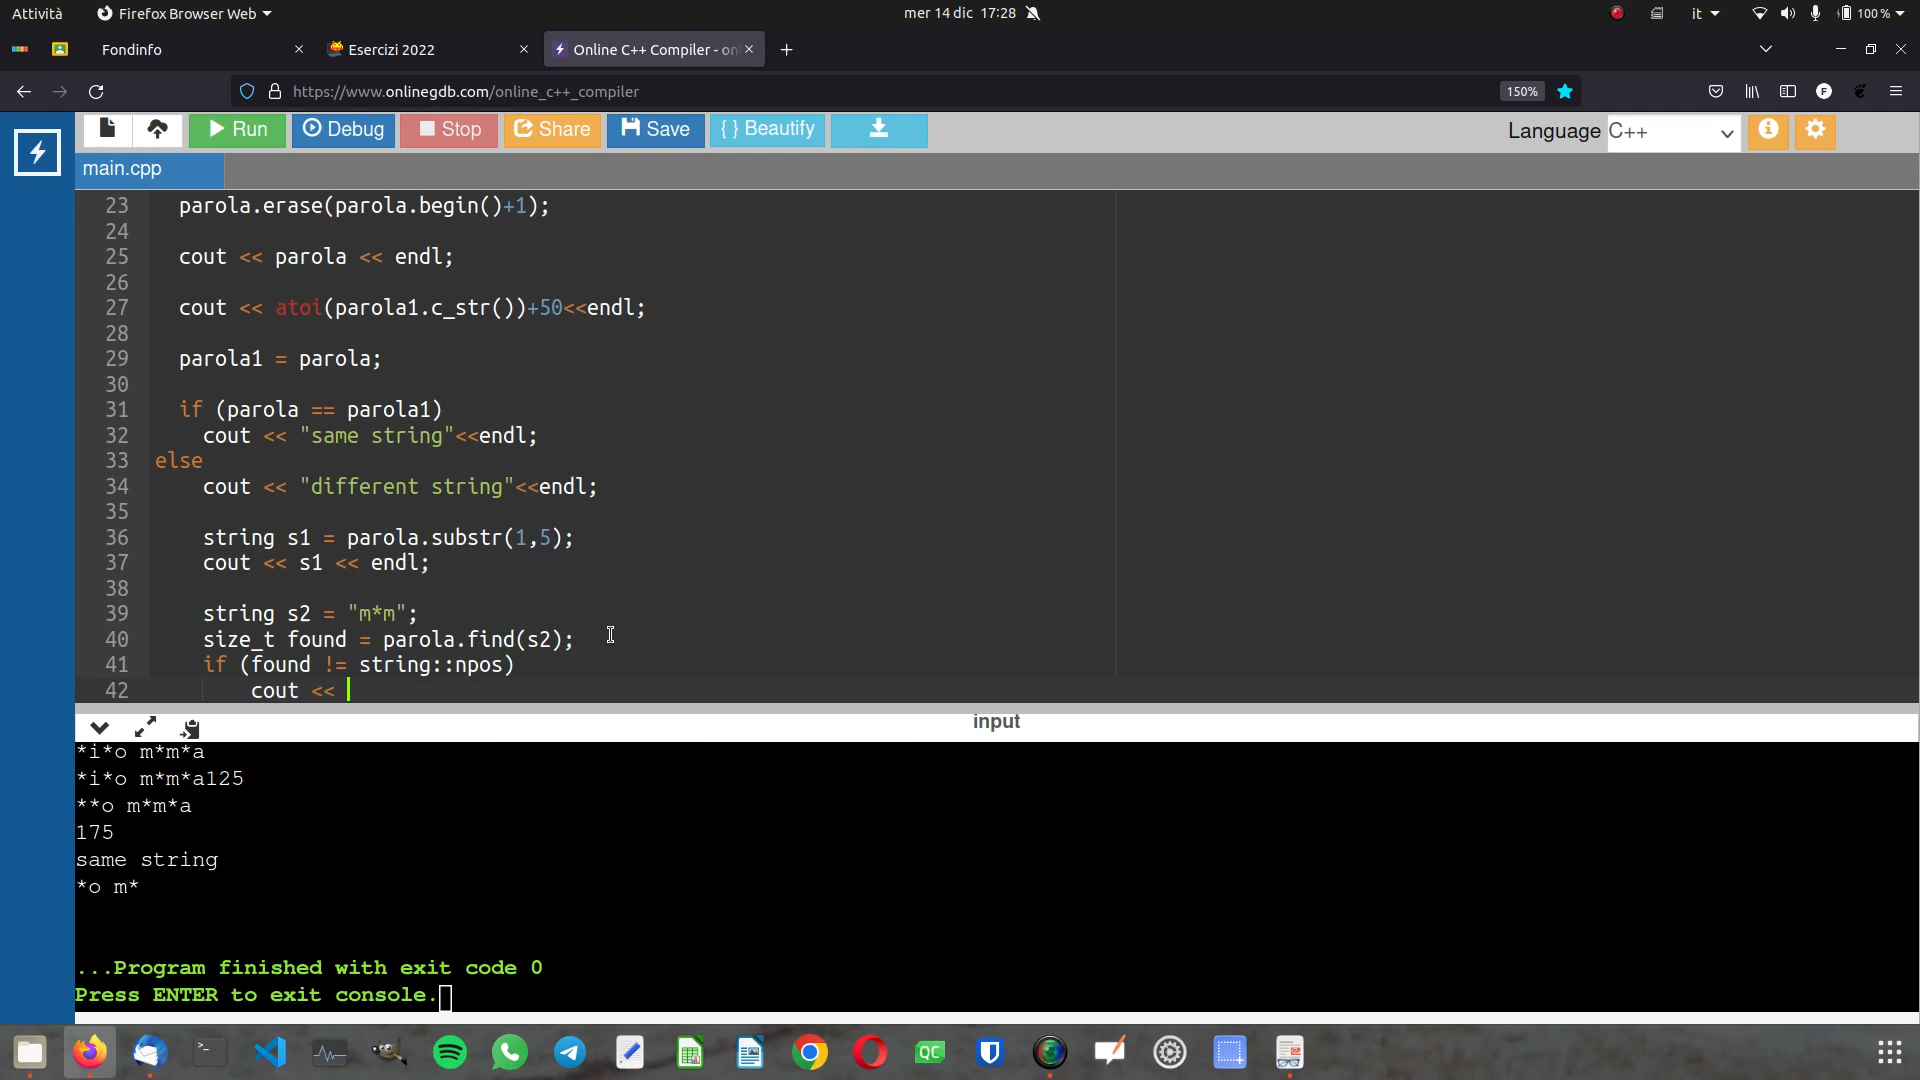 Attività
Firefox Browser Web
mer 14 dic 17:28
it
100 %
Fondinfo
Esercizi 2022
Online C++ Compiler - onl
https://www.onlinegdb.com/online_c++_compiler
150%
Run
Debug
Stop
Share
Save
{ } Beautify
Language C++
main.cpp
23 parola.erase(parola.begin()+1);
24
25 cout << parola << endl;
26
27 cout << atoi(parola1.c_str())+50<<endl;
28
29 parola1 = parola;
30
31 if (parola == parola1)
32 cout << "same string"<<endl;
33 else
34 cout << "different string"<<endl;
35
36 string s1 = parola.substr(1,5);
37 cout << s1 << endl;
38
39 string s2 = "m*m";
40 size_t found = parola.find(s2);
41 if (found != string::npos)
42 cout <<
input
*i*o m*m*a
*i*o m*m*a125
**o m*m*a
175
same string
*o m*
...Program finished with exit code 0
Press ENTER to exit console.